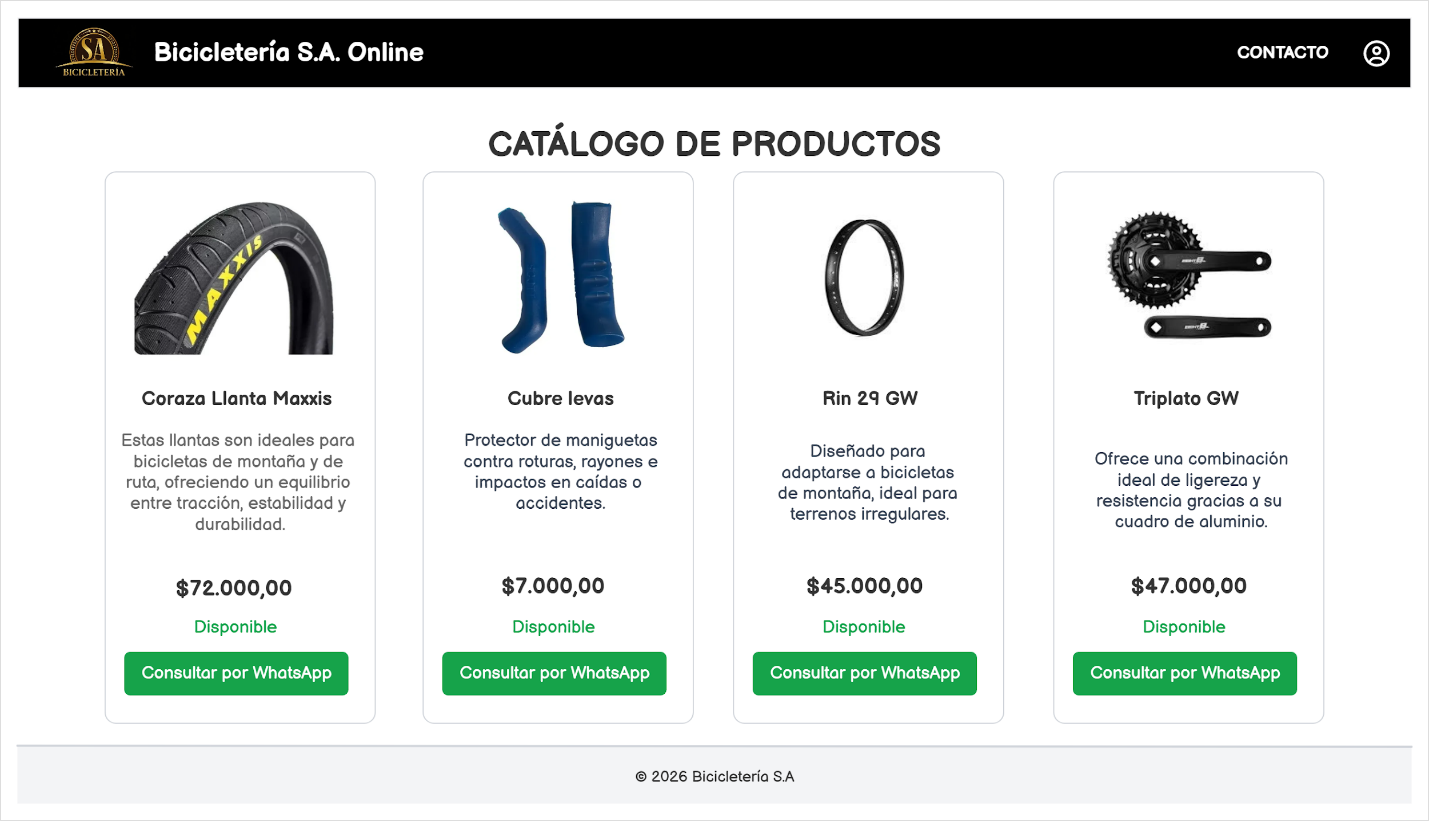 SA
BICICLETERÍA
Bicicletería S.A. Online
CONTACTO
CATÁLOGO DE PRODUCTOS
MAXXIS
Coraza Llanta Maxxis
Estas llantas son ideales para
bicicletas de montaña y de
ruta, ofreciendo un equilibrio
entre tracción, estabilidad y
durabilidad.
$72.000,00
Disponible
Consultar por WhatsApp
Cubre levas
Protector de maniguetas
contra roturas, rayones e
impactos en caídas o
accidentes.
$7.000,00
Disponible
Consultar por WhatsApp
Rin 29 GW
Diseñado para
adaptarse a bicicletas
de montaña, ideal para
terrenos irregulares.
$45.000,00
Disponible
Consultar por WhatsApp
Triplato GW
Ofrece una combinación
ideal de ligereza y
resistencia gracias a su
cuadro de aluminio.
$47.000,00
Disponible
Consultar por WhatsApp
© 2026 Bicicletería S.A